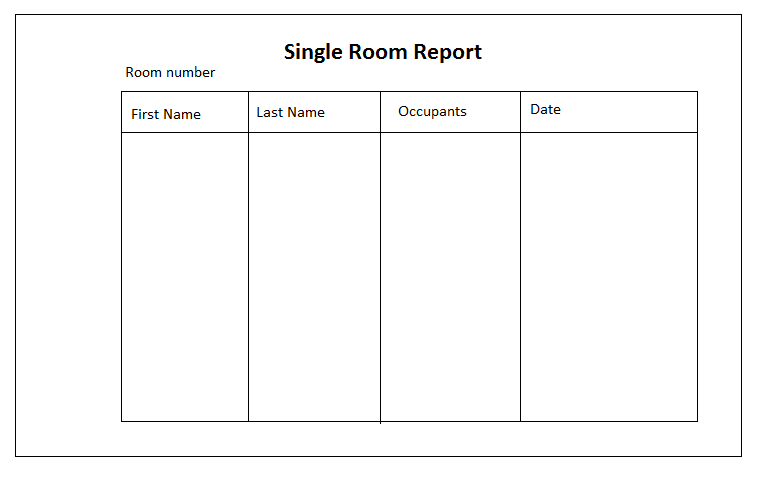 Single Room Report
Room number
First Name Last Name Occupants Date